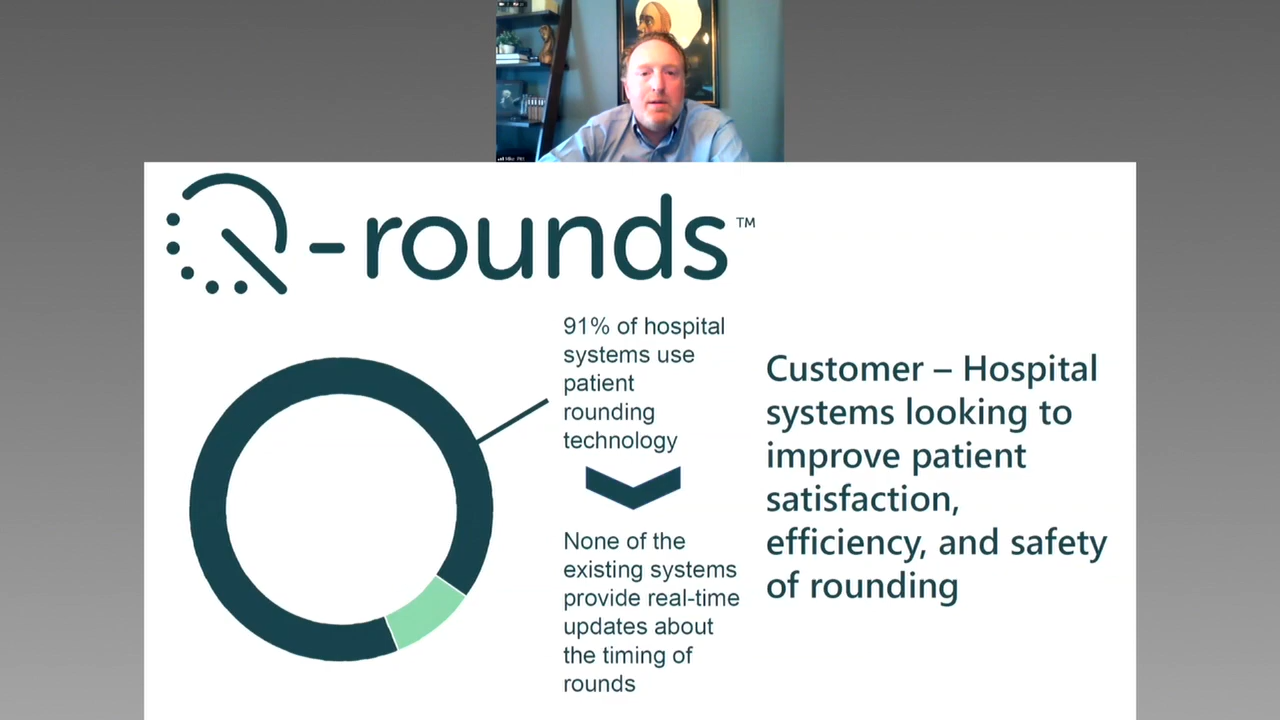 Q-rounds™
91% of hospital
systems use
patient
rounding
technology
None of the
existing systems
provide real-time
updates about
the timing of
rounds
Customer – Hospital
systems looking to
improve patient
satisfaction,
efficiency, and safety
of rounding